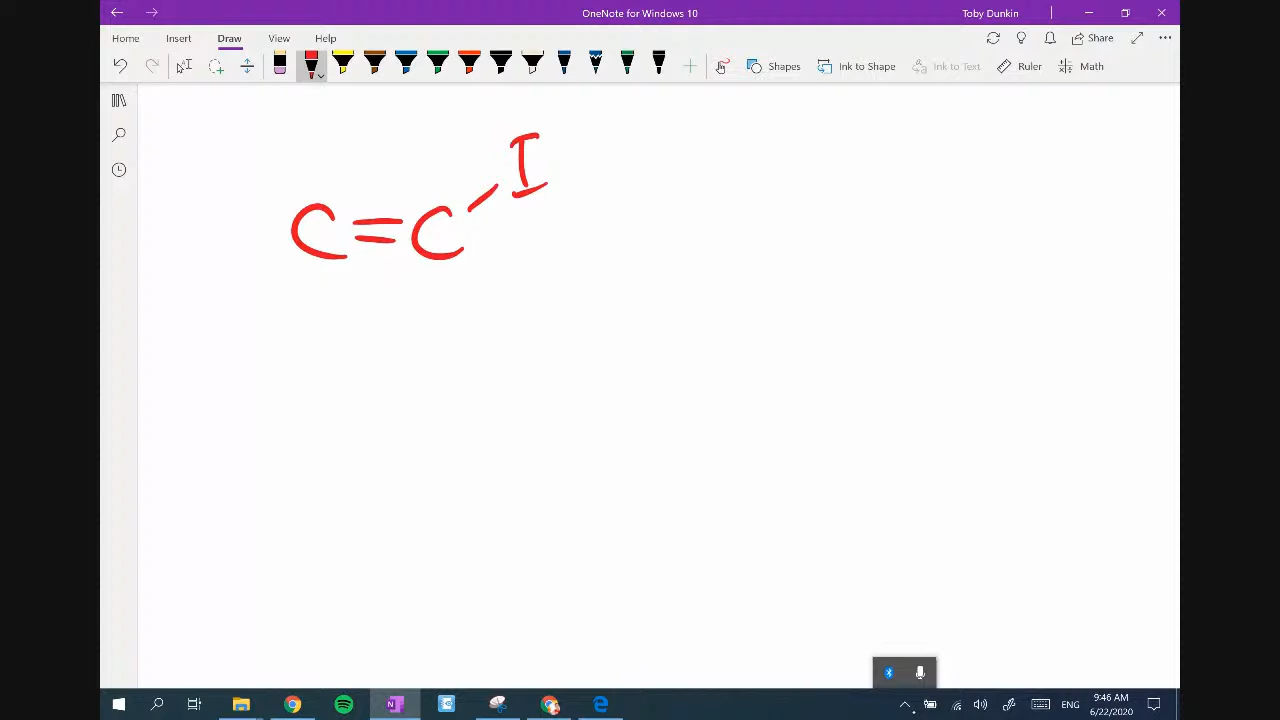 OneNote for Windows 10
Toby Dunkin
Home Insert Draw View Help
Share
Shapes Ink to Shape Ink to Text Ruler Math
I
C=C
ENG
9:46 AM
6/22/2020